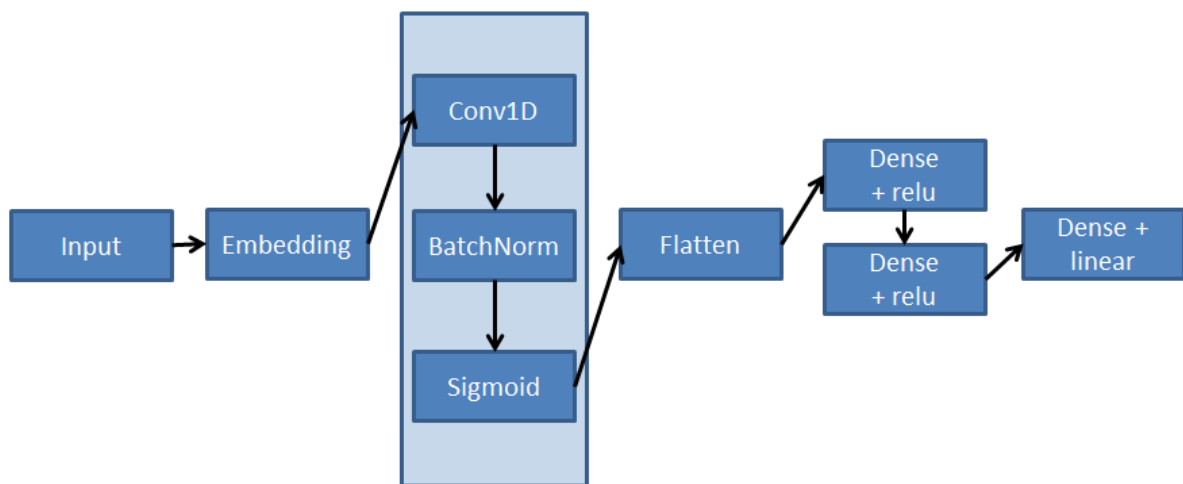 Input
Embedding
Conv1D
BatchNorm
Sigmoid
Flatten
Dense
+ relu
Dense
+ relu
Dense +
linear